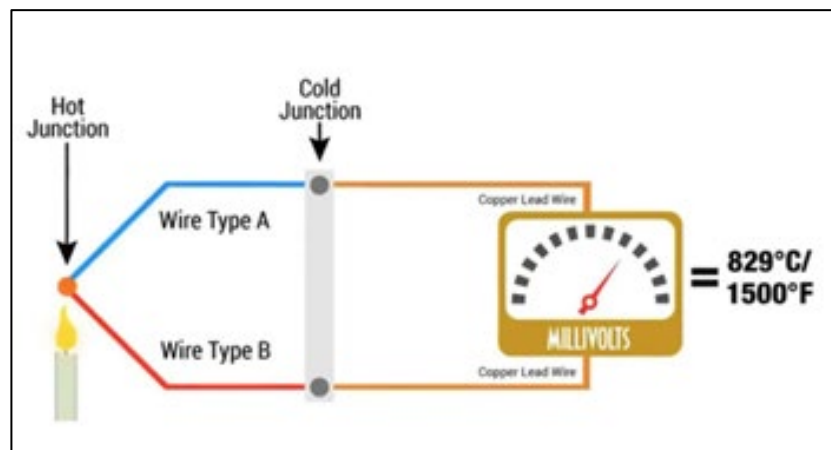 Cold
Junction
Hot
Junction
Copper Lead Wire
Wire Type A
829°C/
= 1500°F
MILLIVOLTS
Wire Type B
Copper Lead Wire